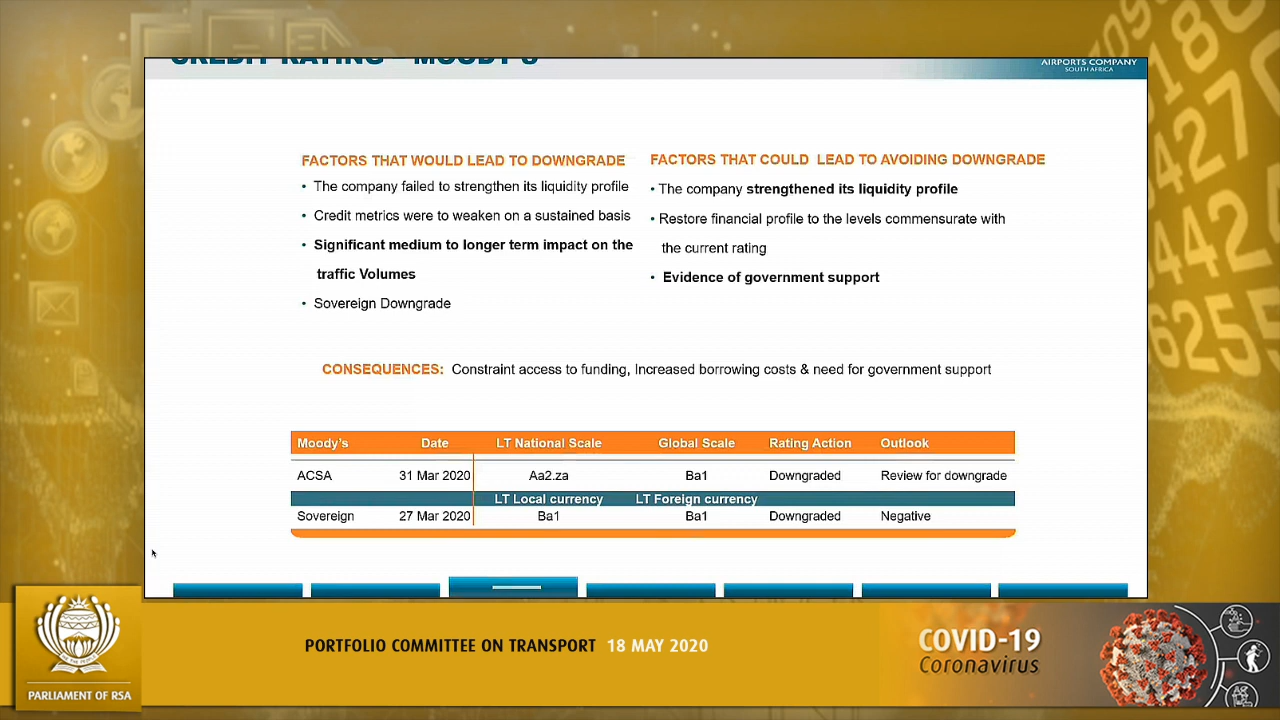 CREDIT RATING – MOODY'S
AIRPORTS COMPANY
SOUTH AFRICA
FACTORS THAT WOULD LEAD TO DOWNGRADE
• The company failed to strengthen its liquidity profile
• Credit metrics were to weaken on a sustained basis
• Significant medium to longer term impact on the
traffic Volumes
• Sovereign Downgrade
FACTORS THAT COULD LEAD TO AVOIDING DOWNGRADE
• The company strengthened its liquidity profile
• Restore financial profile to the levels commensurate with
the current rating
• Evidence of government support
CONSEQUENCES: Constraint access to funding, Increased borrowing costs & need for government support
Moody's Date LT National Scale Global Scale Rating Action Outlook
ACSA 31 Mar 2020 Aa2.za Ba1 Downgraded Review for downgrade
LT Local currency LT Foreign currency
Sovereign 27 Mar 2020 Ba1 Ba1 Downgraded Negative
PARLIAMENT OF RSA
PORTFOLIO COMMITTEE ON TRANSPORT 18 MAY 2020
COVID-19
Coronavirus